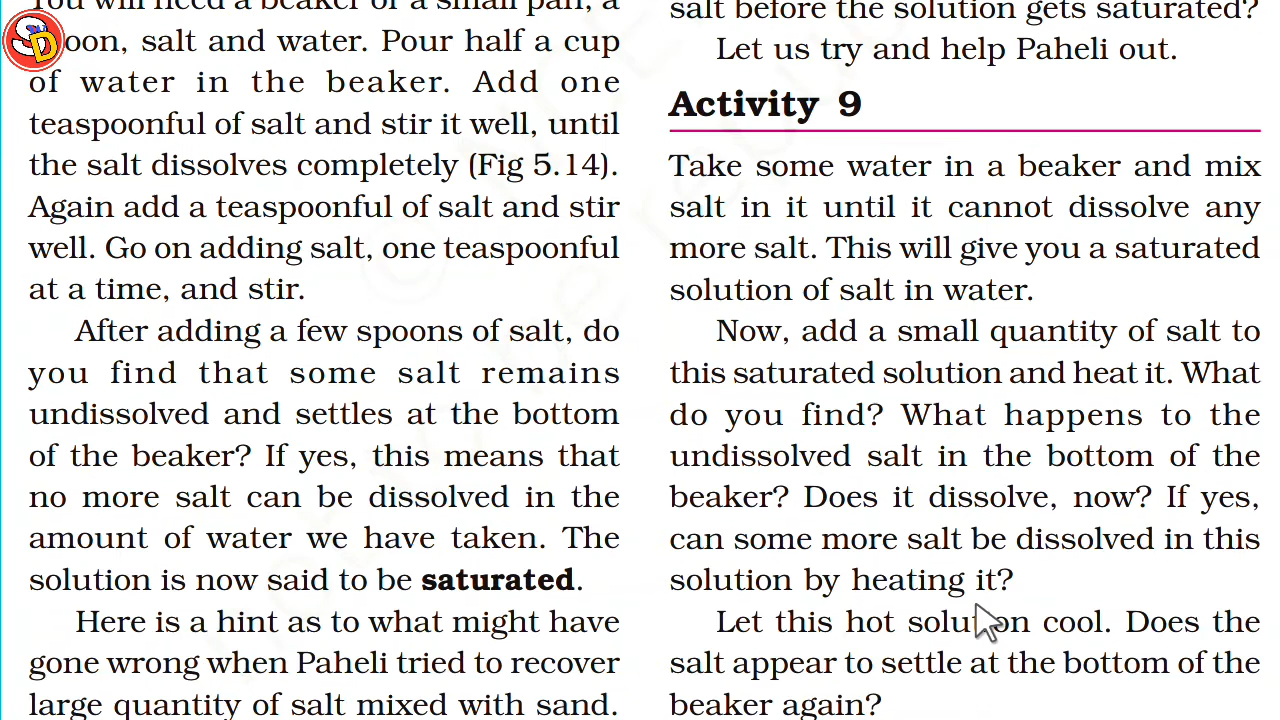 SD
You will need a beaker or a small pan, a
spoon, salt and water. Pour half a cup
of water in the beaker. Add one
teaspoonful of salt and stir it well, until
the salt dissolves completely (Fig 5.14).
Again add a teaspoonful of salt and stir
well. Go on adding salt, one teaspoonful
at a time, and stir.
After adding a few spoons of salt, do
you find that some salt remains
undissolved and settles at the bottom
of the beaker? If yes, this means that
no more salt can be dissolved in the
amount of water we have taken. The
solution is now said to be saturated.
Here is a hint as to what might have
gone wrong when Paheli tried to recover
large quantity of salt mixed with sand.
salt before the solution gets saturated?
Let us try and help Paheli out.
Activity 9
Take some water in a beaker and mix
salt in it until it cannot dissolve any
more salt. This will give you a saturated
solution of salt in water.
Now, add a small quantity of salt to
this saturated solution and heat it. What
do you find? What happens to the
undissolved salt in the bottom of the
beaker? Does it dissolve, now? If yes,
can some more salt be dissolved in this
solution by heating it?
Let this hot solution cool. Does the
salt appear to settle at the bottom of the
beaker again?